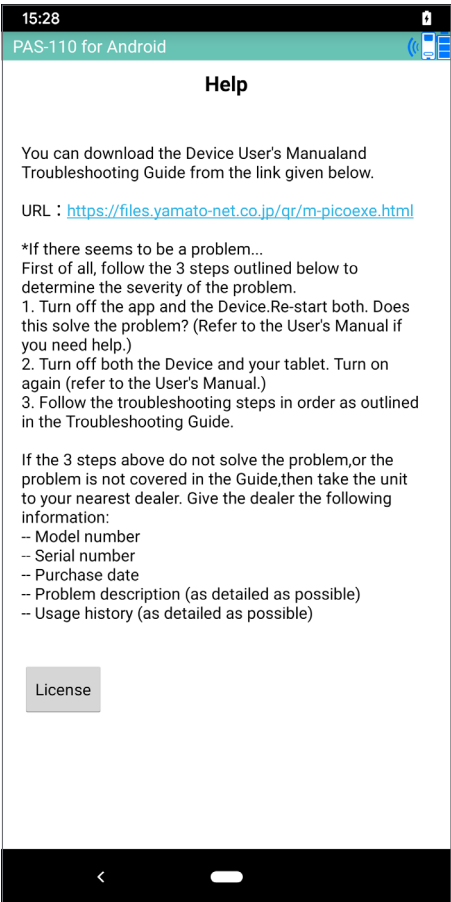 15:28
PAS-110 for Android
Help
You can download the Device User's Manualand
Troubleshooting Guide from the link given below.
URL：https://files.yamato-net.co.jp/qr/m-picoexe.html
*If there seems to be a problem...
First of all, follow the 3 steps outlined below to
determine the severity of the problem.
1. Turn off the app and the Device.Re-start both. Does
this solve the problem? (Refer to the User's Manual if
you need help.)
2. Turn off both the Device and your tablet. Turn on
again (refer to the User's Manual.)
3. Follow the troubleshooting steps in order as outlined
in the Troubleshooting Guide.
If the 3 steps above do not solve the problem,or the
problem is not covered in the Guide,then take the unit
to your nearest dealer. Give the dealer the following
information:
-- Model number
-- Serial number
-- Purchase date
-- Problem description (as detailed as possible)
-- Usage history (as detailed as possible)
License